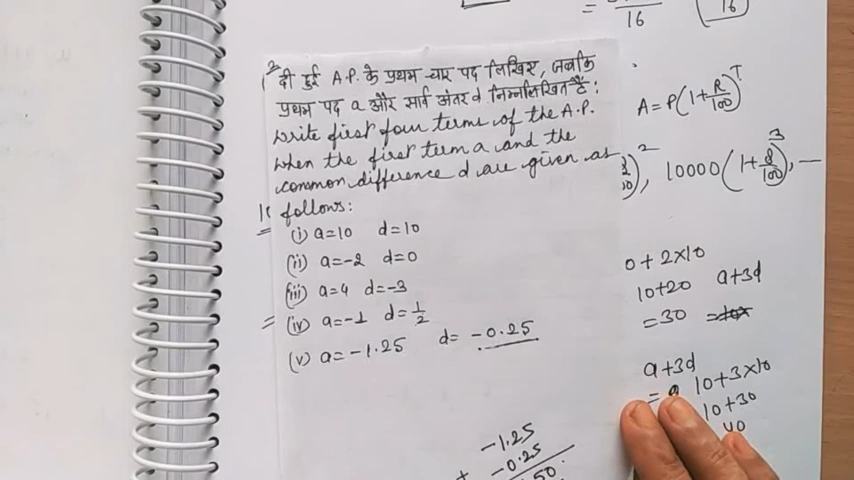 16
16
2 दी हुई A.P. के प्रथम चार पद लिखिए, जबकि
प्रथम पद a और सार्व अंतर d निम्नलिखित हैं:
Write first four terms of the A.P.
when the first term a and the
common difference d are given as
follows:
(i) a=10 d=10
(ii) a=-2 d=0
(iii) a=4 d=-3
(iv) a=-1 d=1/2
(v) a=-1.25 d= -0.25
-1.25
+ -0.25
.50
A=P(1+R/100)^T
)^2, 10000(1+8/100)^3, —
0+2×10
10+20 a+3d
=30
a+3d
= 10+3×10
10+30
40